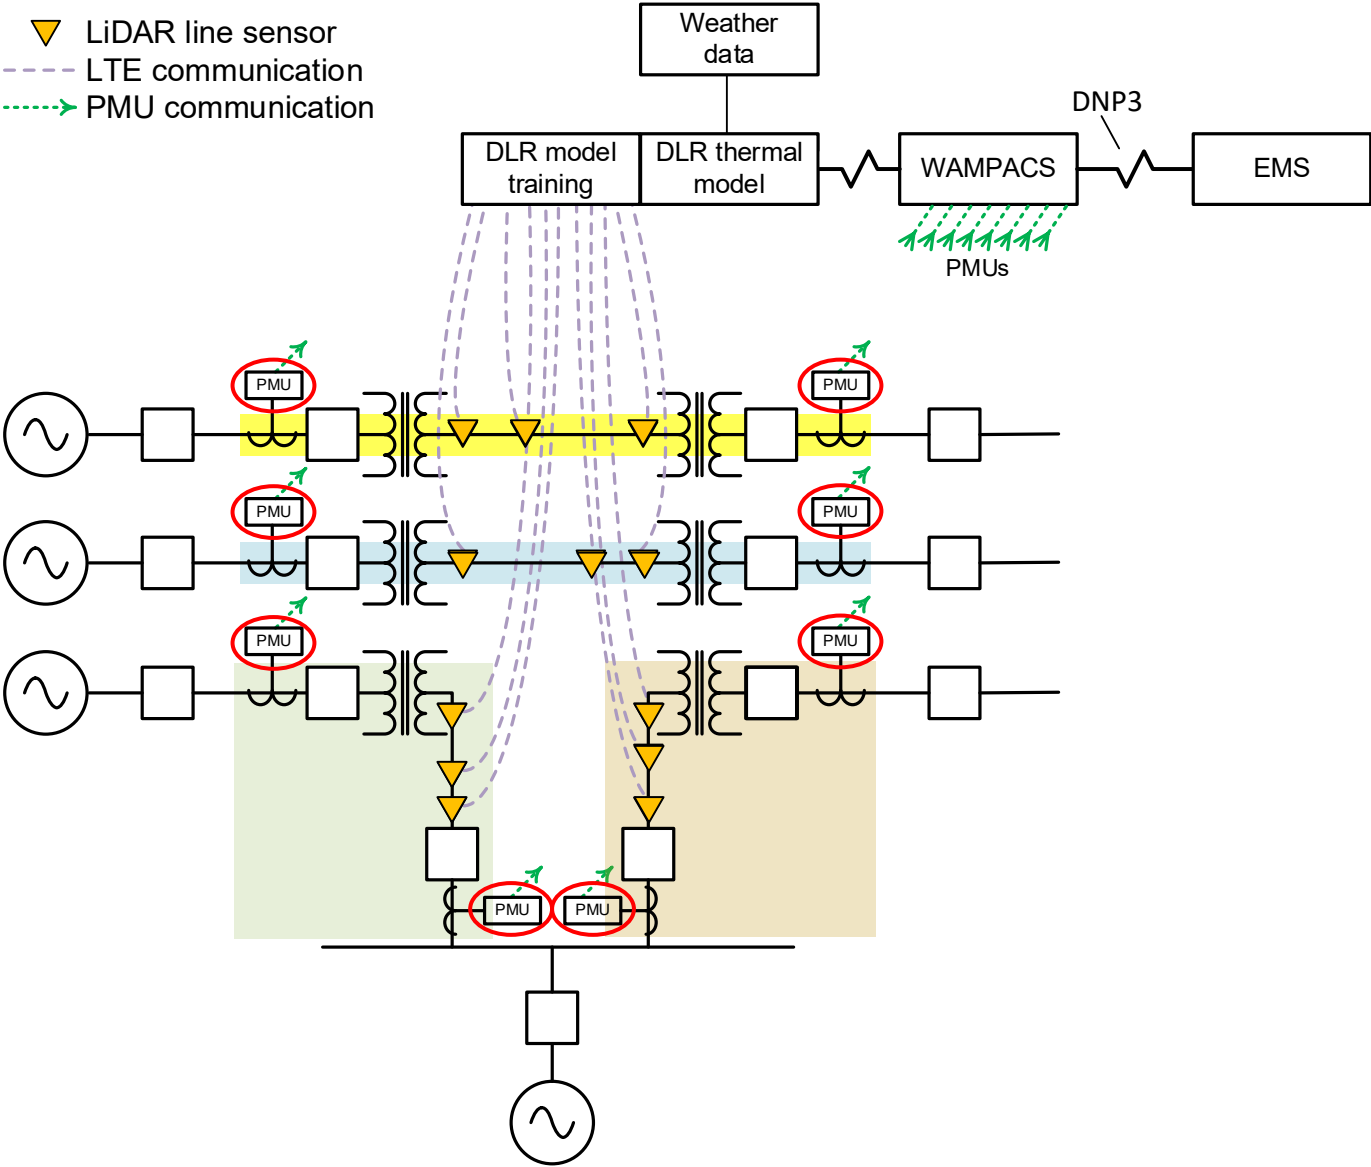 LiDAR line sensor
LTE communication
PMU communication
Weather
data
DNP3
DLR model
training
DLR thermal
model
WAMPACS
EMS
PMUs
PMU
PMU
PMU
PMU
PMU
PMU
PMU
PMU